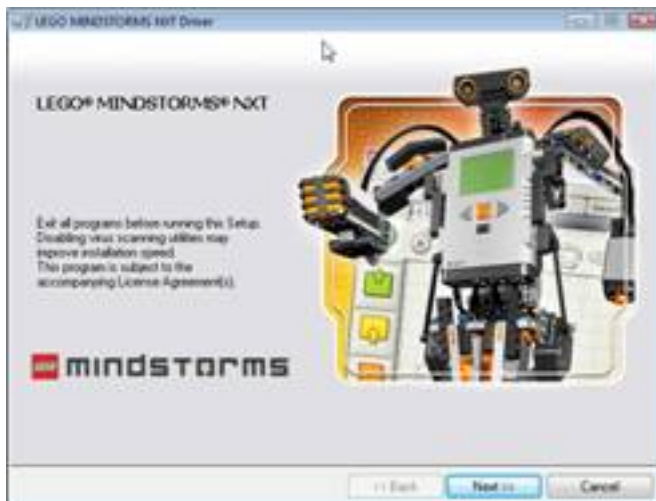 LEGO MINDSTORMS NXT Driver
LEGO® MINDSTORMS® NXT
Exit all programs before running this Setup.
Disabling virus scanning utilities may
improve installation speed.
This program is subject to the
accompanying License Agreement(s).
LEGO mindstorms
<< Back
Next >>
Cancel